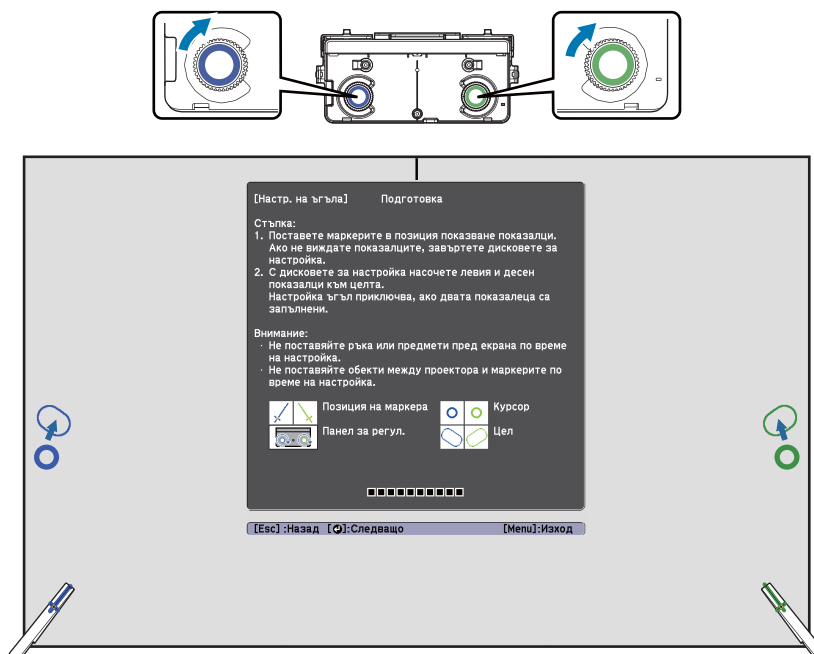 [Настр. на ъгъла] Подготовка
Стъпка:
1. Поставете маркерите в позиция показване показалци.
Ако не виждате показалците, завъртете дисковете за
настройка.
2. С дисковете за настройка насочете левия и десен
показалци към целта.
Настройка ъгъл приключва, ако двата показалеца са
запълнени.
Внимание:
· Не поставяйте ръка или предмети пред екрана по време
на настройка.
· Не поставяйте обекти между проектора и маркерите по
време на настройка.
Позиция на маркера Курсор
Панел за регул. Цел
[Esc] :Назад [⏎]:Следващо [Menu]:Изход